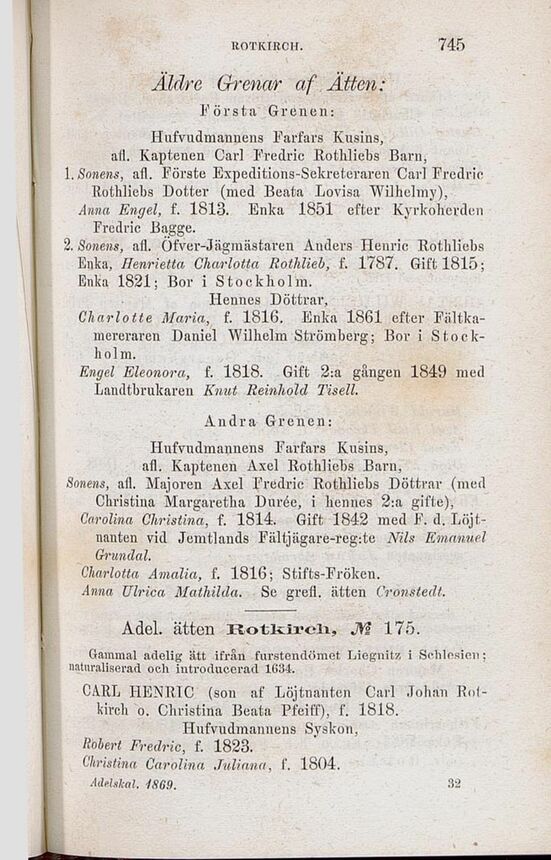 ROTKIRCH. 745
Äldre Grenar af Ätten:
Första Grenen:
Hufvudmannens Farfars Kusins,
afl. Kaptenen Carl Fredric Rothliebs Barn,
1. Sonens, afl. Förste Expeditions-Sekreteraren Carl Fredric
Rothliebs Dotter (med Beata Lovisa Wilhelmy),
Anna Engel, f. 1813. Enka 1851 efter Kyrkoherden
Fredric Bagge.
2. Sonens, afl. Öfver-Jägmästaren Anders Henric Rothliebs
Enka, Henrietta Charlotta Rothlieb, f. 1787. Gift 1815;
Enka 1821; Bor i Stockholm.
Hennes Döttrar,
Charlotte Maria, f. 1816. Enka 1861 efter Fältka-
mereraren Daniel Wilhelm Strömberg; Bor i Stock-
holm.
Engel Eleonora, f. 1818. Gift 2:a gången 1849 med
Landtbrukaren Knut Reinhold Tisell.
Andra Grenen:
Hufvudmannens Farfars Kusins,
afl. Kaptenen Axel Rothliebs Barn,
Sonens, afl. Majoren Axel Fredric Rothliebs Döttrar (med
Christina Margaretha Durée, i hennes 2:a gifte),
Carolina Christina, f. 1814. Gift 1842 med F. d. Löjt-
nanten vid Jemtlands Fältjägare-reg:te Nils Emanuel
Grundal.
Charlotta Amalia, f. 1816; Stifts-Fröken.
Anna Ulrica Mathilda. Se grefl. ätten Cronstedt.
Adel. ätten Rotkirch, № 175.
Gammal adelig ätt ifrån furstendömet Liegnitz i Schlesien;
naturaliserad och introducerad 1634.
CARL HENRIC (son af Löjtnanten Carl Johan Rot-
kirch o. Christina Beata Pfeiff), f. 1818.
Hufvudmannens Syskon,
Robert Fredric, f. 1823.
Christina Carolina Juliana, f. 1804.
Adelskal. 1869. 32